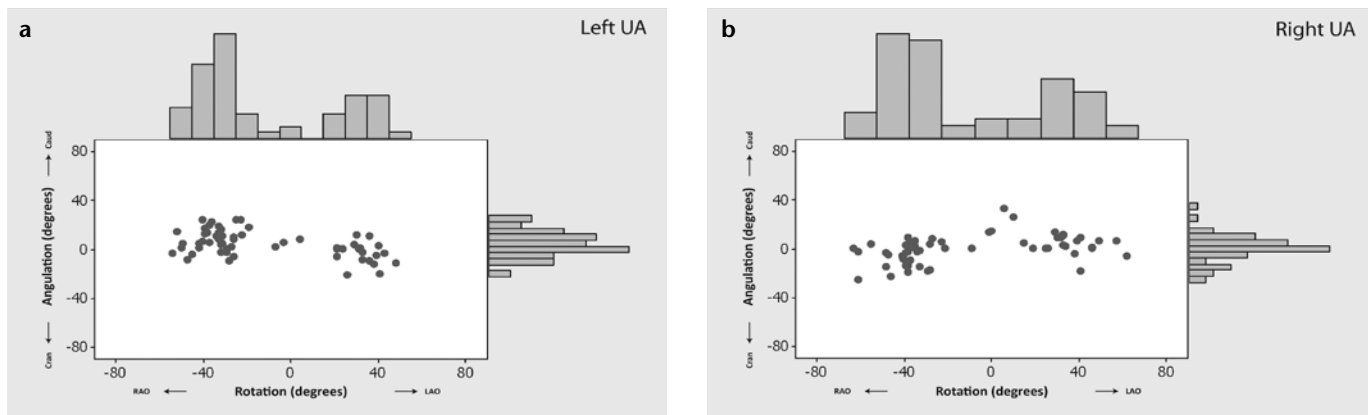 a
Left UA
80
40
0
-40
-80
Cran ← Angulation (degrees) → Caud
-80
-40
0
40
80
RAO ← Rotation (degrees) → LAO
b
Right UA
80
40
0
-40
-80
Cran ← Angulation (degrees) → Caud
-80
-40
0
40
80
RAO ← Rotation (degrees) → LAO